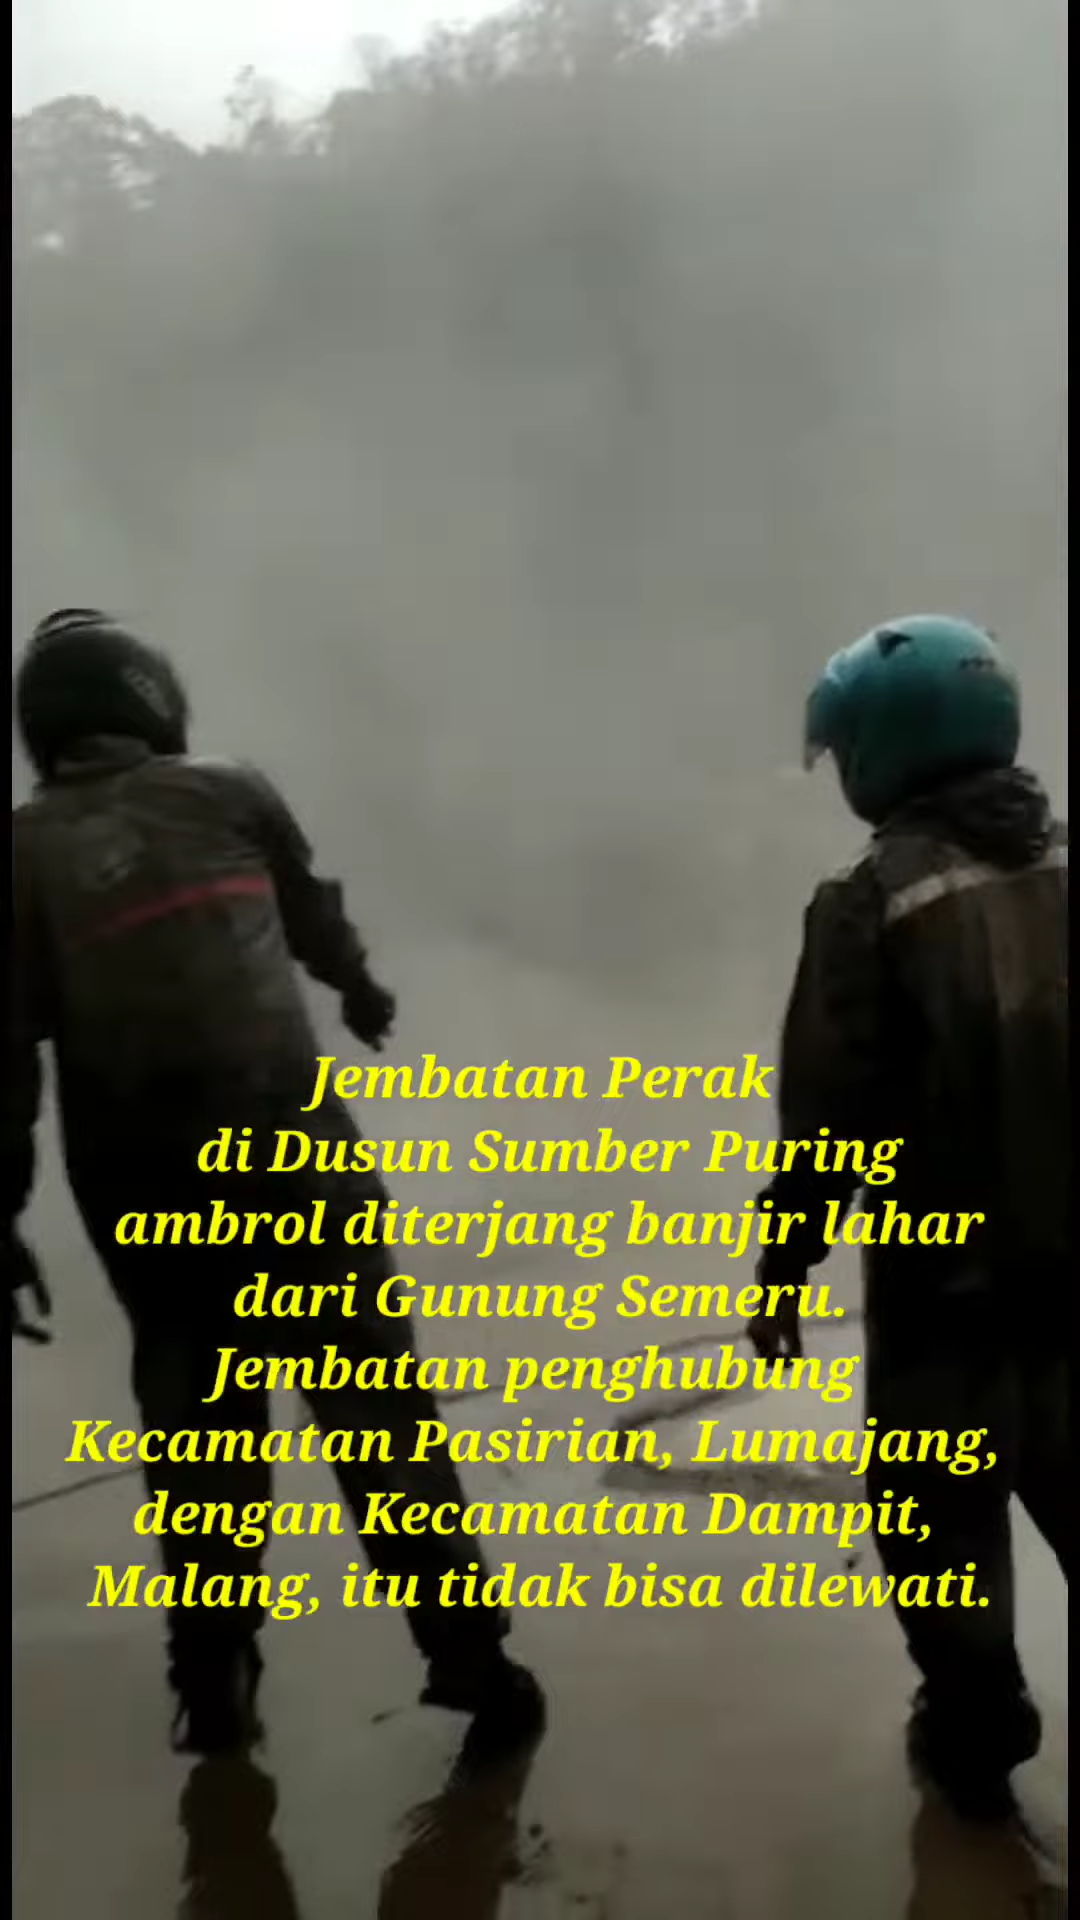 Jembatan Perak
di Dusun Sumber Puring
ambrol diterjang banjir lahar
dari Gunung Semeru.
Jembatan penghubung
Kecamatan Pasirian, Lumajang,
dengan Kecamatan Dampit,
Malang, itu tidak bisa dilewati.